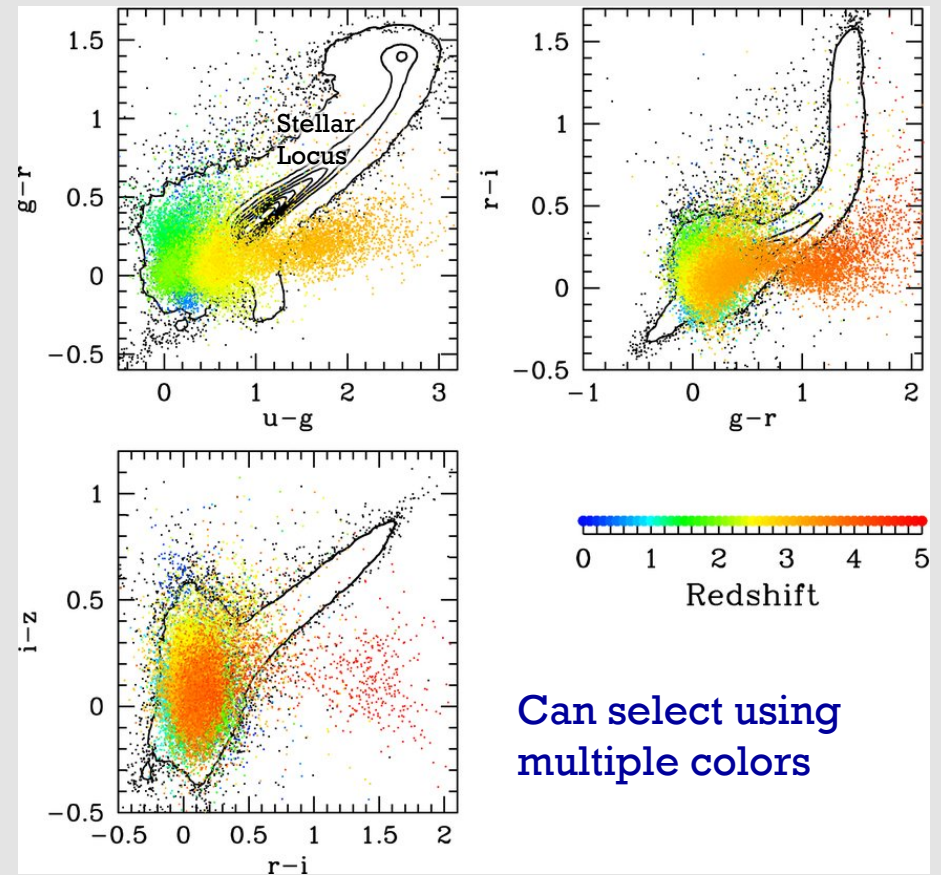 1.5
1
0.5
0
−0.5
g−r
Stellar
Locus
0 1 2 3
u−g
1.5
1
0.5
0
−0.5
r−i
−1 0 1 2
g−r
1
0.5
0
−0.5
i−z
−0.5 0 0.5 1 1.5 2
r−i
0 1 2 3 4 5
Redshift
Can select using
multiple colors